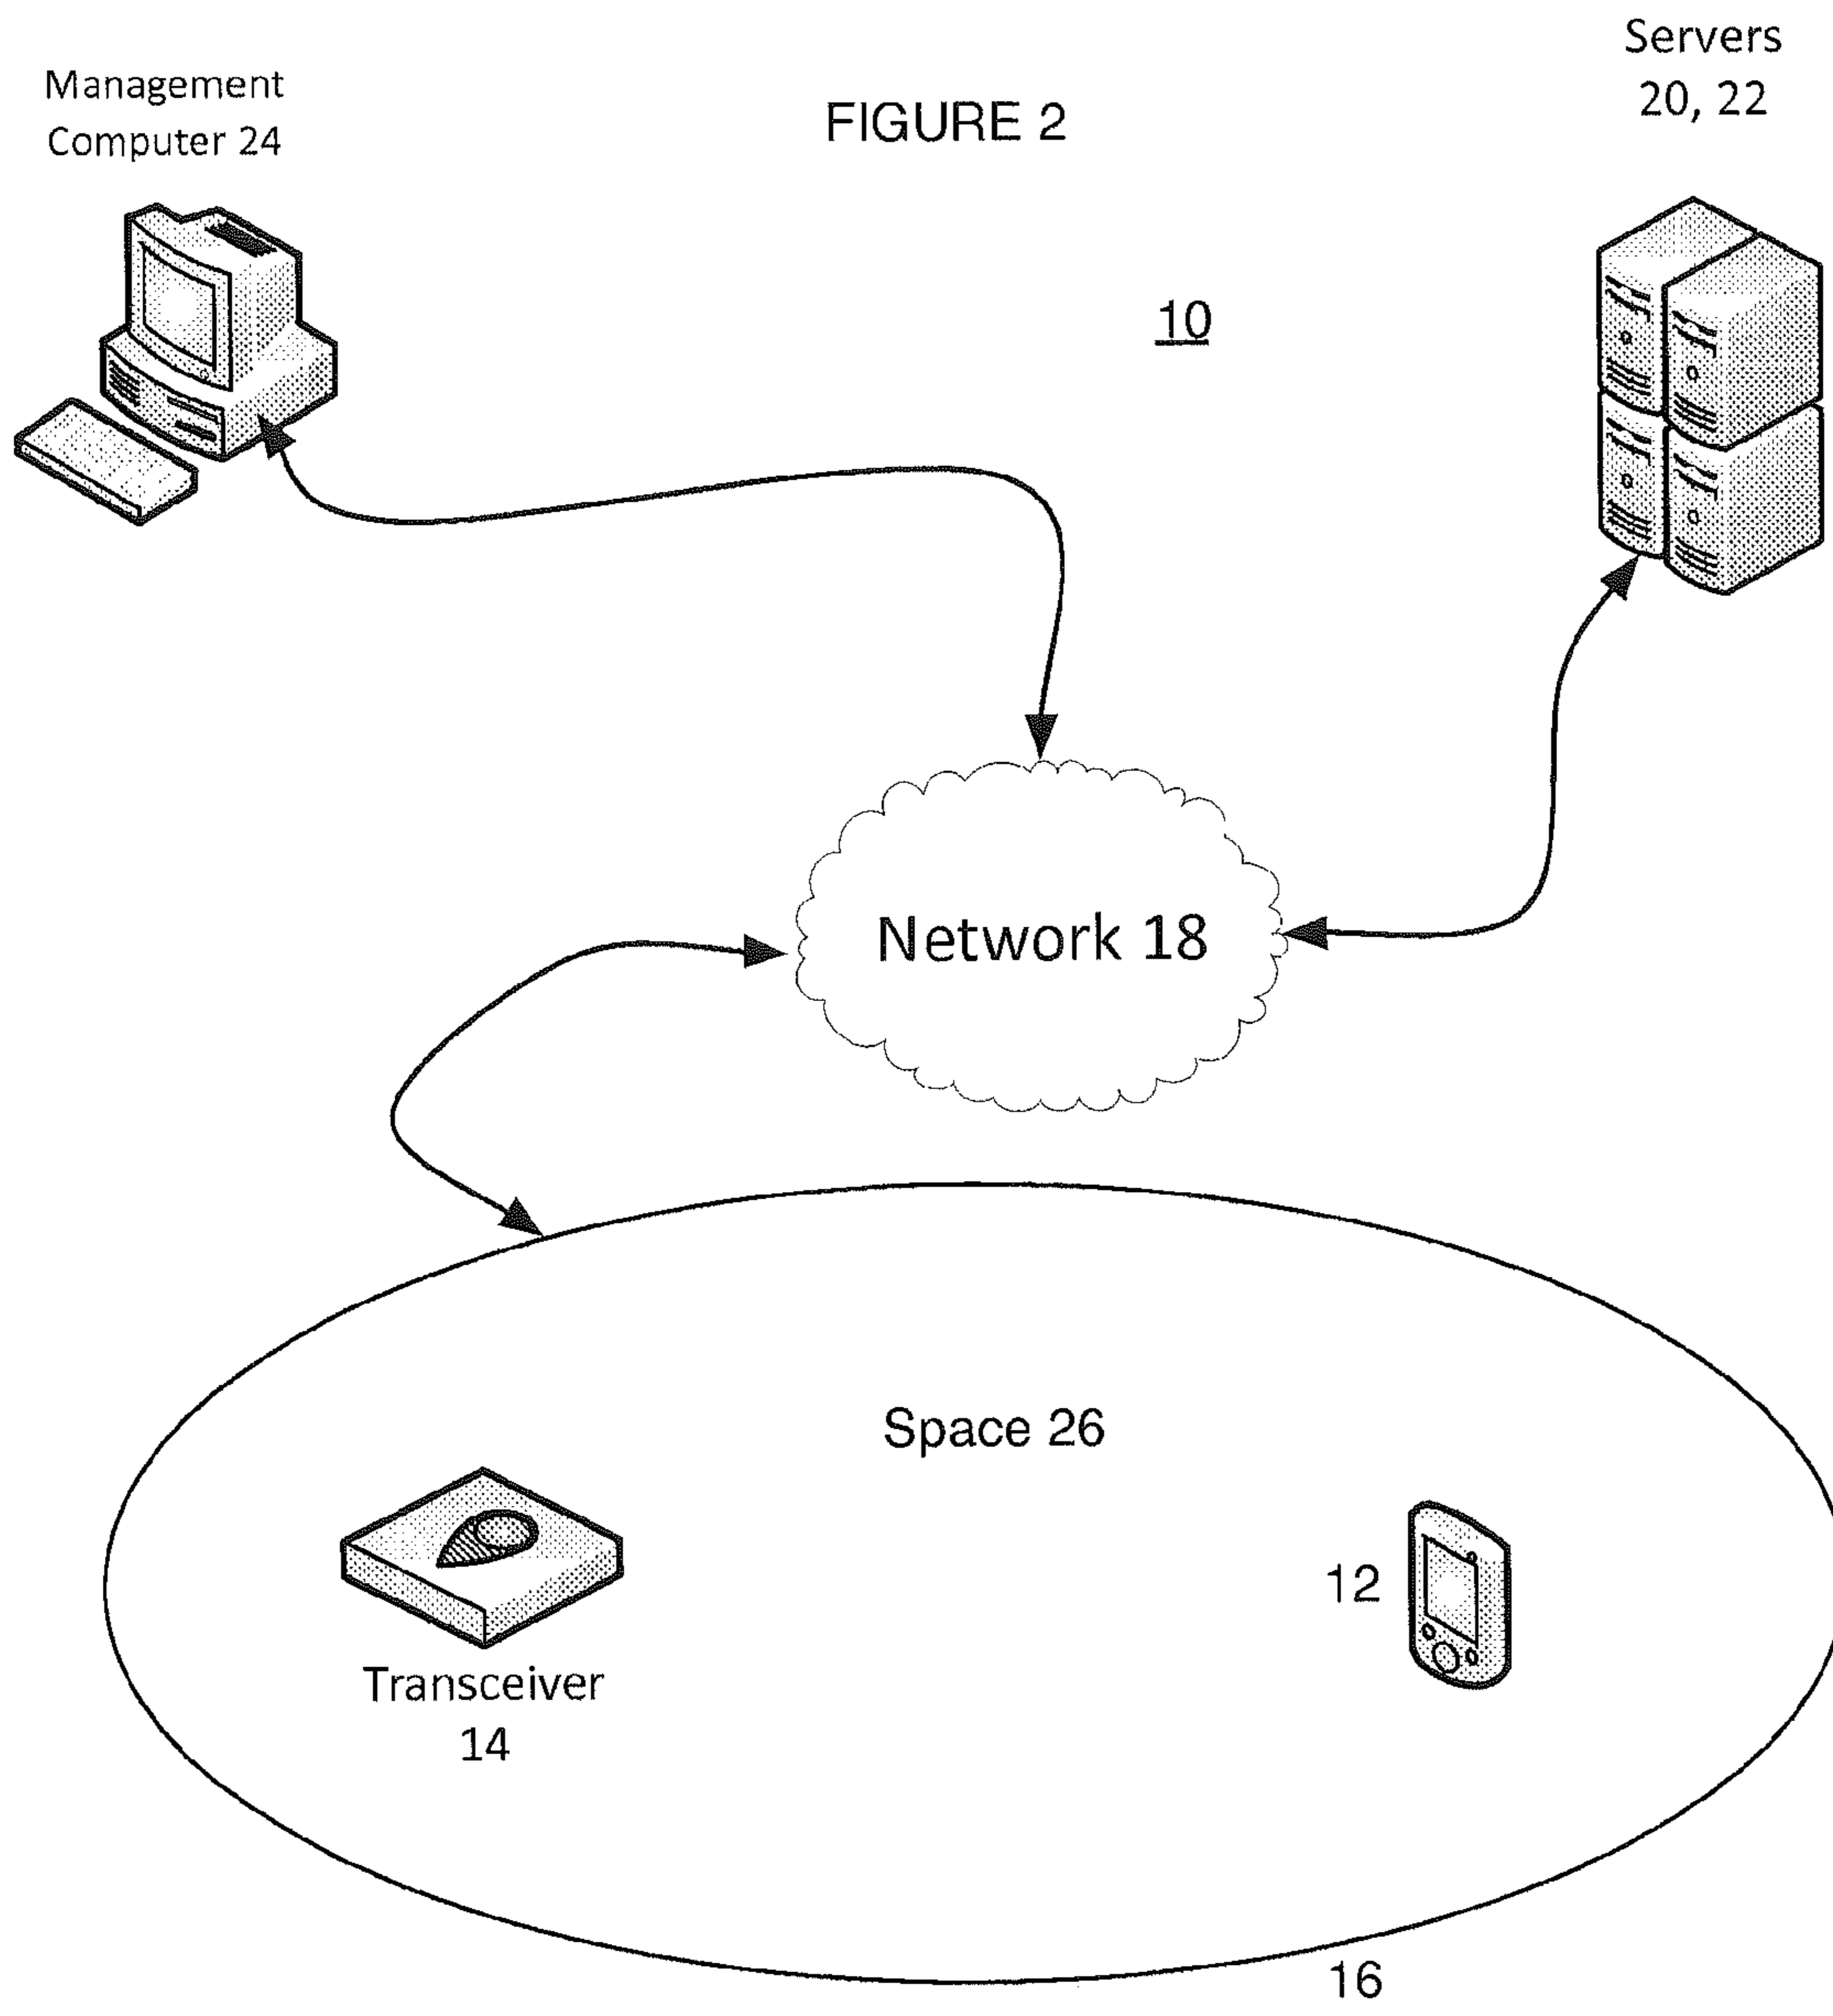 Servers
20, 22
Management
Computer 24
FIGURE 2
10
Network 18
Space 26
12
Transceiver
14
16